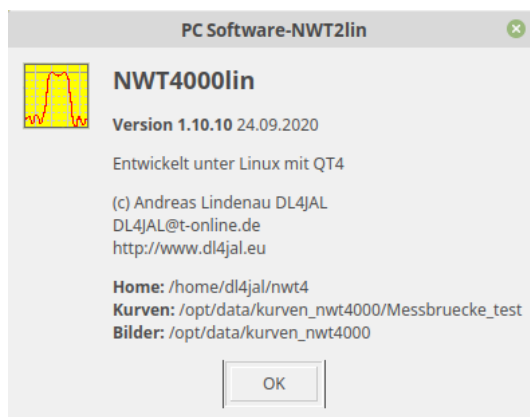 PC Software-NWT2lin
NWT4000lin
Version 1.10.10 24.09.2020
Entwickelt unter Linux mit QT4
(c) Andreas Lindenau DL4JAL
DL4JAL@t-online.de
http://www.dl4jal.eu
Home: /home/dl4jal/nwt4
Kurven: /opt/data/kurven_nwt4000/Messbruecke_test
Bilder: /opt/data/kurven_nwt4000
OK